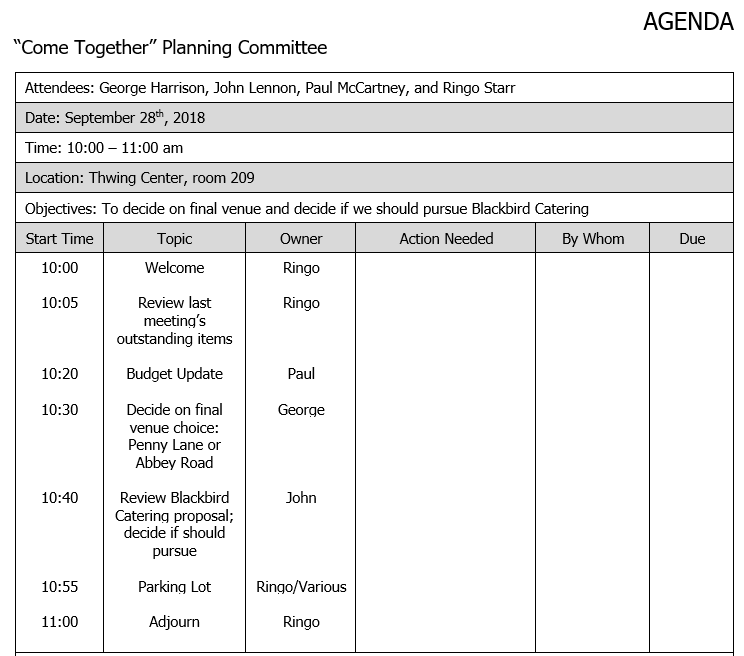 AGENDA
“Come Together” Planning Committee
Attendees: George Harrison, John Lennon, Paul McCartney, and Ringo Starr
Date: September 28th, 2018
Time: 10:00 – 11:00 am
Location: Thwing Center, room 209
Objectives: To decide on final venue and decide if we should pursue Blackbird Catering
Start Time Topic Owner Action Needed By Whom Due
10:00 Welcome Ringo
10:05 Review last Ringo
meeting’s
outstanding items
10:20 Budget Update Paul
10:30 Decide on final George
venue choice:
Penny Lane or
Abbey Road
10:40 Review Blackbird John
Catering proposal;
decide if should
pursue
10:55 Parking Lot Ringo/Various
11:00 Adjourn Ringo